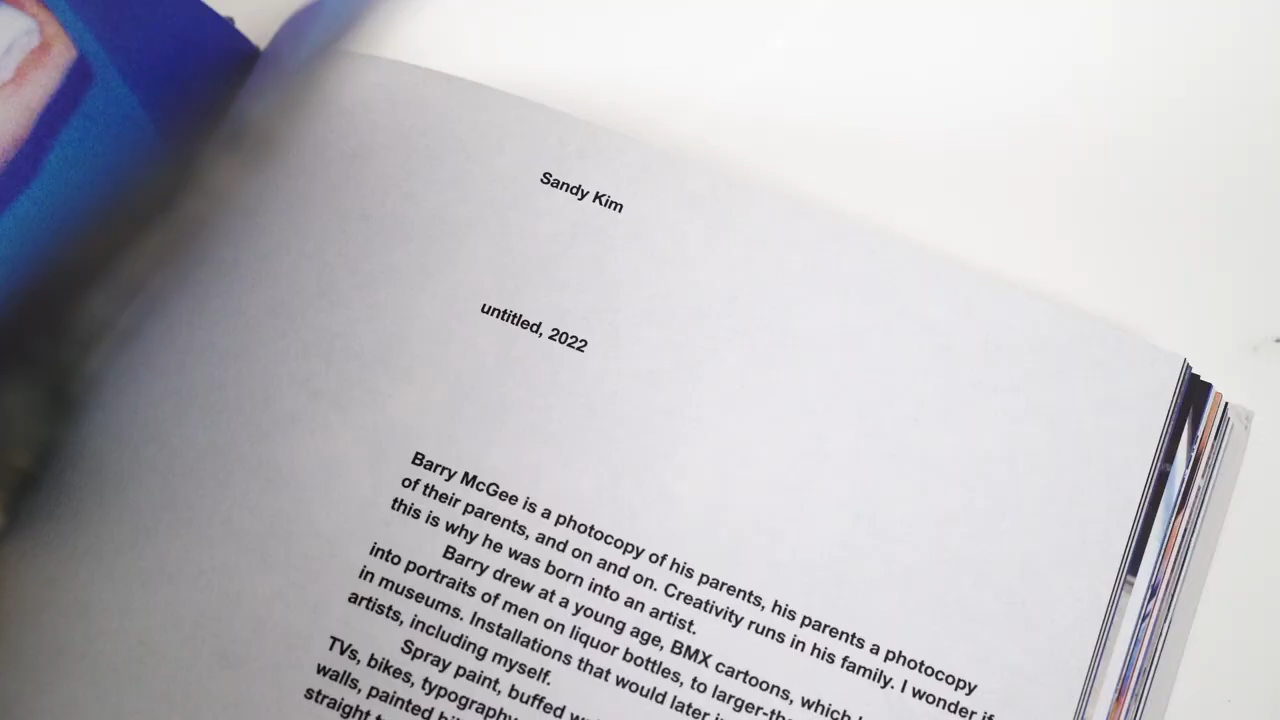 Sandy Kim
untitled, 2022
Barry McGee is a photocopy of his parents, his parents a photocopy
of their parents, and on and on. Creativity runs in his family. I wonder if
this is why he was born into an artist.
Barry drew at a young age, BMX cartoons, which
into portraits of men on liquor bottles, to
in museums. Installations that would later
artists, including myself.
Spray paint, buffed
TVs, bikes, typography
walls, painted
straight